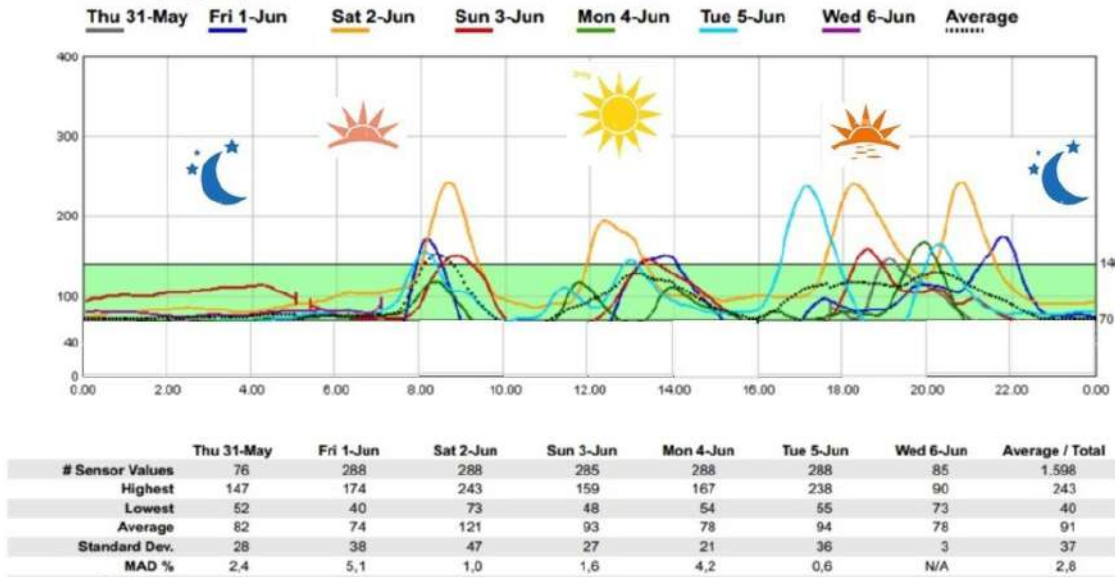 Thu 31-May Fri 1-Jun Sat 2-Jun Sun 3-Jun Mon 4-Jun Tue 5-Jun Wed 6-Jun Average
400
300
200
100
40
0
70
0.00 2.00 4.00 6.00 8.00 10.00 12.00 14.00 16.00 18.00 20.00 22.00 0.00
Thu 31-May Fri 1-Jun Sat 2-Jun Sun 3-Jun Mon 4-Jun Tue 5-Jun Wed 6-Jun Average / Total
# Sensor Values 76 288 288 285 288 288 85 1.598
Highest 147 174 243 159 167 238 90 243
Lowest 52 40 73 48 54 55 73 40
Average 82 74 121 93 78 94 78 91
Standard Dev. 28 38 47 27 21 36 3 37
MAD % 2,4 5,1 1,0 1,6 4,2 0,6 N/A 2,8